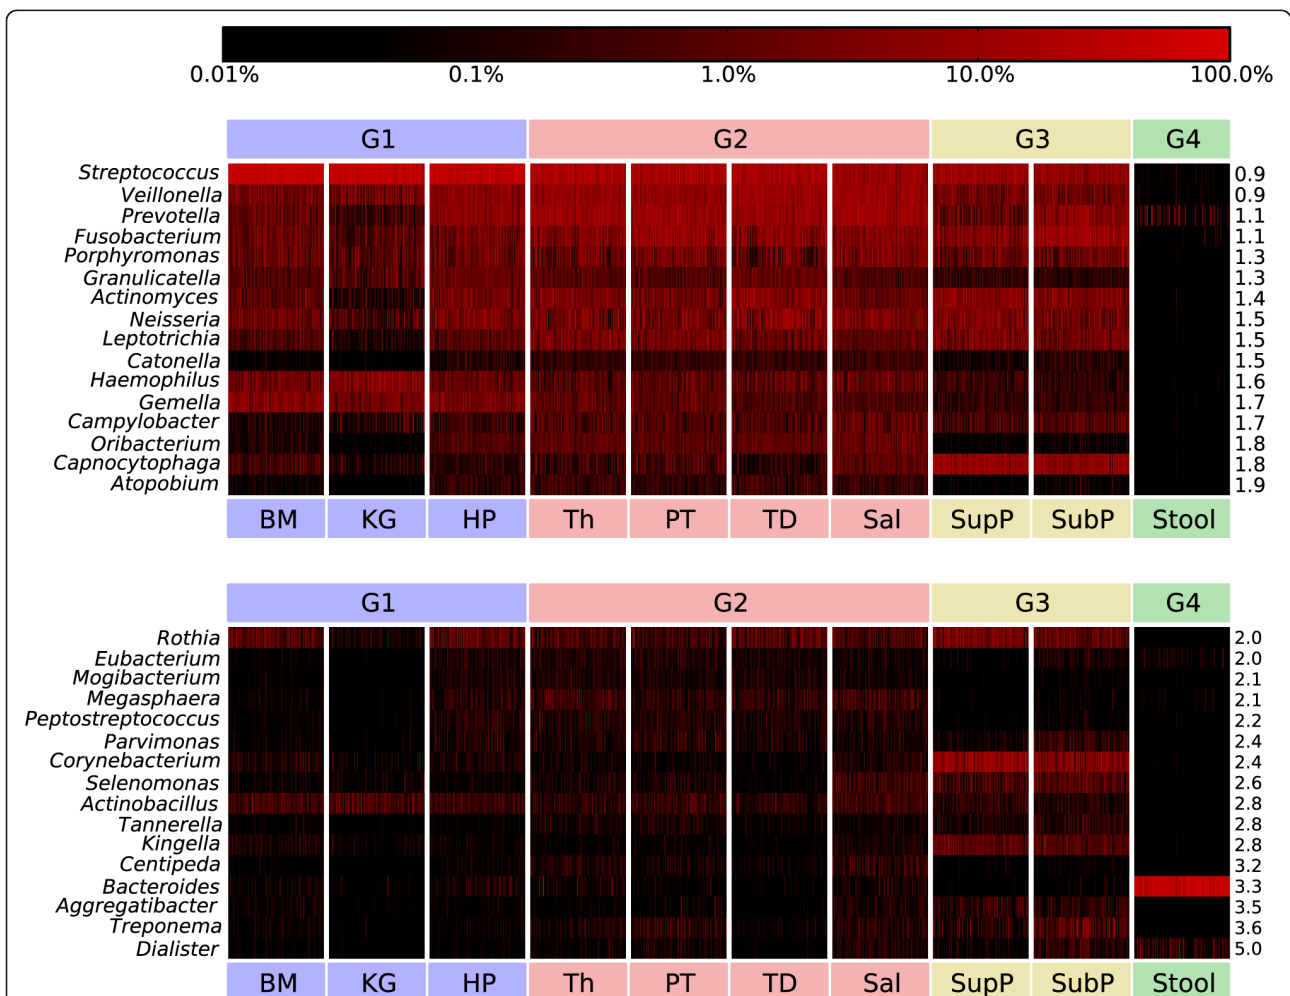 0.01% 0.1% 1.0% 10.0% 100.0%
G1 G2 G3 G4
Streptococcus 0.9
Veillonella 0.9
Prevotella 1.1
Fusobacterium 1.1
Porphyromonas 1.3
Granulicatella 1.3
Actinomyces 1.4
Neisseria 1.5
Leptotrichia 1.5
Catonella 1.5
Haemophilus 1.6
Gemella 1.7
Campylobacter 1.7
Oribacterium 1.8
Capnocytophaga 1.8
Atopobium 1.9
BM KG HP Th PT TD Sal SupP SubP Stool
G1 G2 G3 G4
Rothia 2.0
Eubacterium 2.0
Mogibacterium 2.1
Megasphaera 2.1
Peptostreptococcus 2.2
Parvimonas 2.4
Corynebacterium 2.4
Selenomonas 2.6
Actinobacillus 2.8
Tannerella 2.8
Kingella 2.8
Centipeda 3.2
Bacteroides 3.3
Aggregatibacter 3.5
Treponema 3.6
Dialister 5.0
BM KG HP Th PT TD Sal SupP SubP Stool